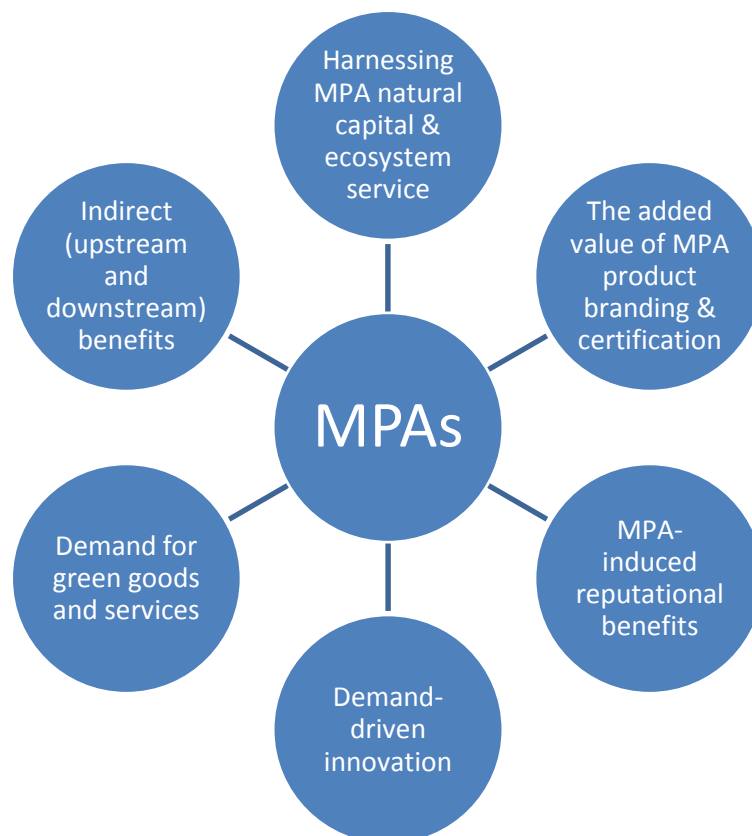 Harnessing
MPA natural
capital &
ecosystem
service
The added
value of MPA
product
branding &
certification
MPA-
induced
reputational
benefits
Demand-
driven
innovation
Demand for
green goods
and services
Indirect
(upstream
and
downstream)
benefits
MPAs